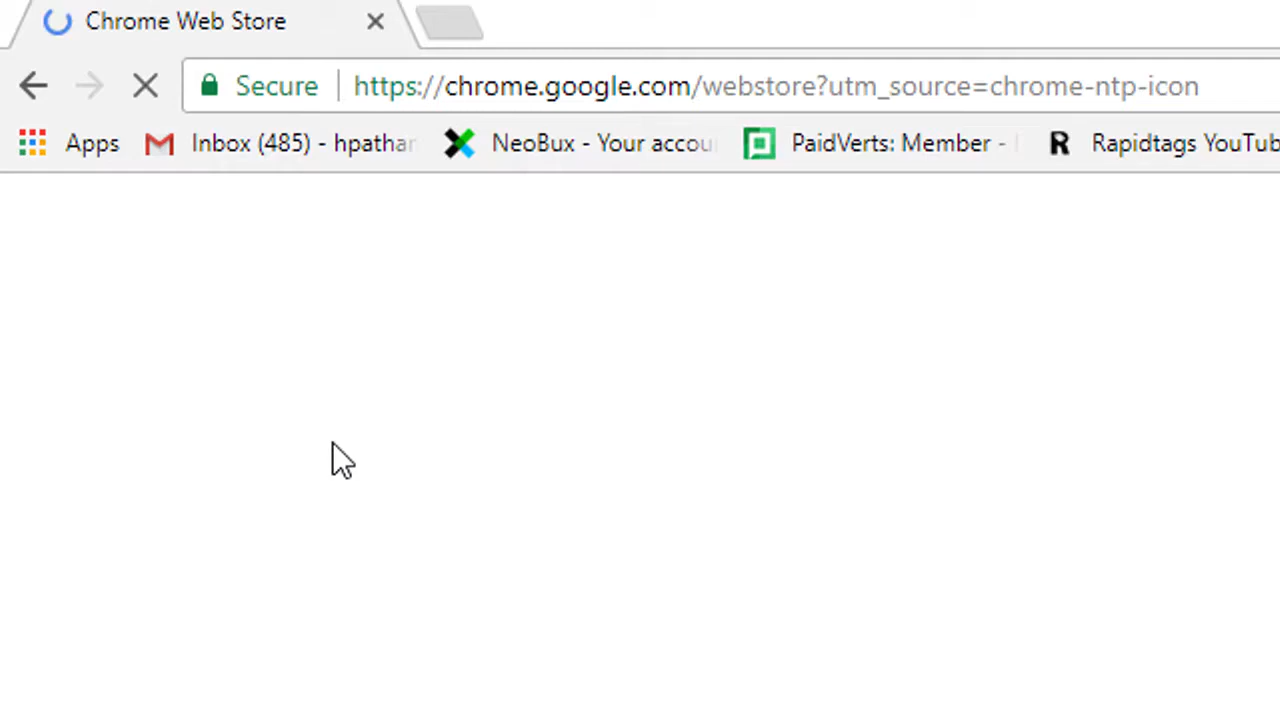 Chrome Web Store
Secure https://chrome.google.com/webstore?utm_source=chrome-ntp-icon
Apps Inbox (485) - hpathan NeoBux - Your accou PaidVerts: Member - Rapidtags YouTub